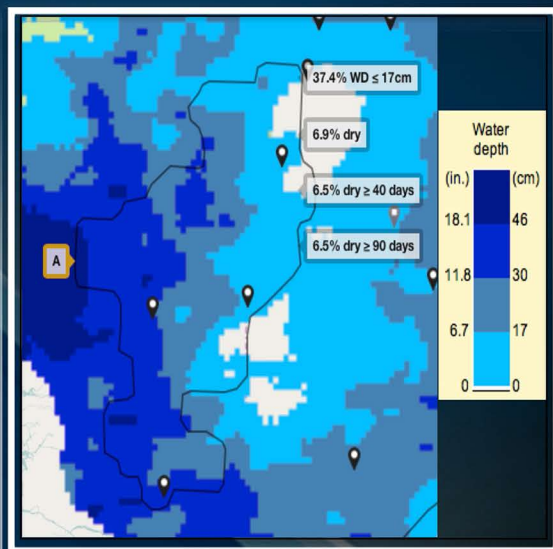 37.4% WD ≤ 17cm
6.9% dry
6.5% dry ≥ 40 days
6.5% dry ≥ 90 days
A
Water
depth
(in.) (cm)
18.1 46
11.8 30
6.7 17
0 0